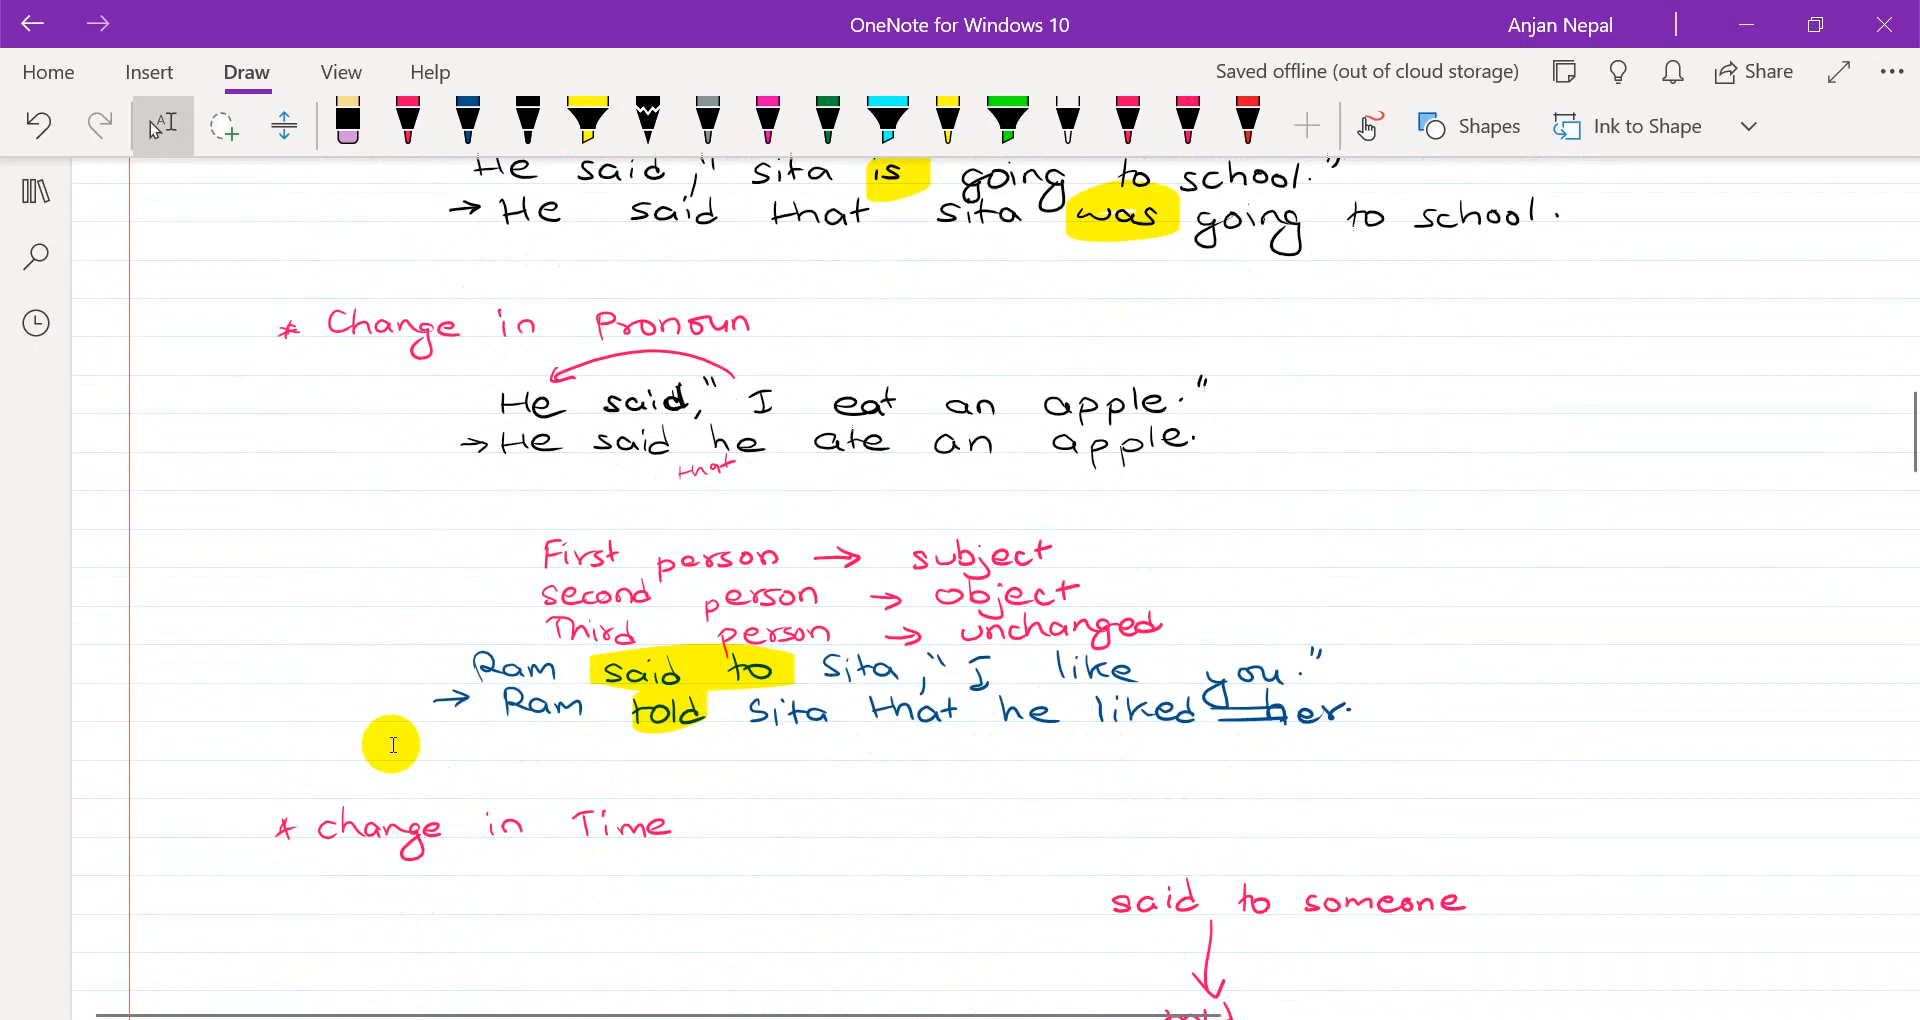 OneNote for Windows 10
Anjan Nepal
Home Insert Draw View Help
Saved offline (out of cloud storage)
Share
Shapes
Ink to Shape
He said," sita is going to school."
→ He said that sita was going to school.
* Change in Pronoun
He said," I eat an apple."
→ He said he ate an apple.
that
First person → subject
second person → object
Third person → unchanged
Ram said to Sita," I like you."
→ Ram told Sita that he liked her.
* change in Time
said to someone